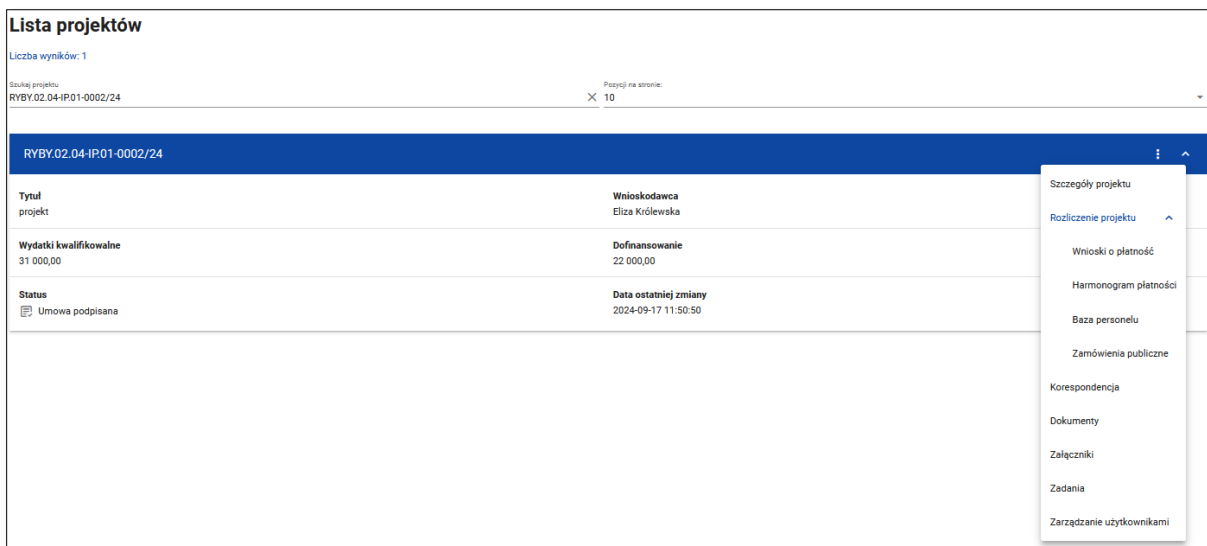 Lista projektów
Liczba wyników: 1
Szukaj projektu
RYBY.02.04-IP.01-0002/24
Pozycji na stronie:
10
RYBY.02.04-IP.01-0002/24
Tytuł
projekt
Wnioskodawca
Eliza Królewska
Wydatki kwalifikowalne
31 000,00
Dofinansowanie
22 000,00
Status
Umowa podpisana
Data ostatniej zmiany
2024-09-17 11:50:50
Szczegóły projektu
Rozliczenie projektu
Wnioski o płatność
Harmonogram płatności
Baza personelu
Zamówienia publiczne
Korespondencja
Dokumenty
Załączniki
Zadania
Zarządzanie użytkownikami